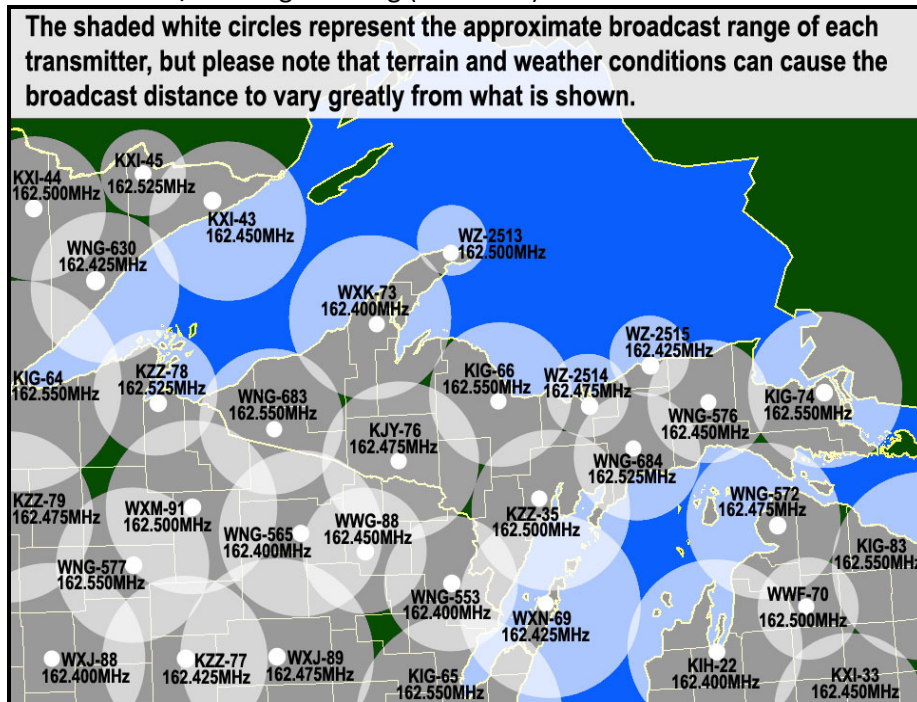 The shaded white circles represent the approximate broadcast range of each
transmitter, but please note that terrain and weather conditions can cause the
broadcast distance to vary greatly from what is shown.
KXI-45
162.525MHz
KXI-44
162.500MHz
KXI-43
162.450MHz
WNG-630
162.425MHz
WZ-2513
162.500MHz
WXK-73
162.400MHz
WZ-2515
162.425MHz
KIG-64
162.550MHz
KZZ-78
162.525MHz
WNG-683
162.550MHz
KIG-66
162.550MHz
WZ-2514
162.475MHz
WNG-576
162.450MHz
KIG-74
162.550MHz
KJY-76
162.475MHz
WNG-684
162.525MHz
KZZ-79
162.475MHz
WXM-91
162.500MHz
WNG-565
162.400MHz
WWG-88
162.450MHz
KZZ-35
162.500MHz
WNG-572
162.475MHz
KIG-83
162.550MHz
WNG-577
162.550MHz
WNG-553
162.400MHz
WXN-69
162.425MHz
WWF-70
162.500MHz
WXJ-88
162.400MHz
KZZ-77
162.425MHz
WXJ-89
162.475MHz
KIG-65
162.550MHz
KIH-22
162.400MHz
KXI-33
162.450MHz